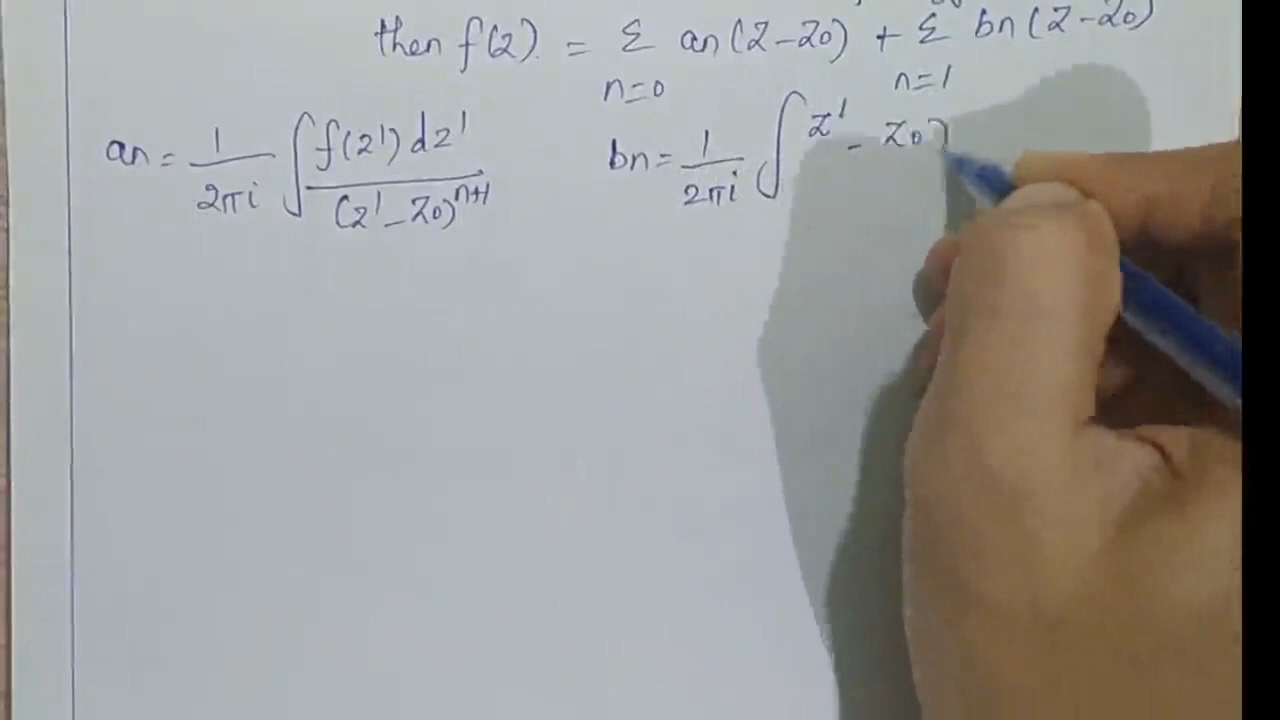 then f(z) = Σ an(z-z0) + Σ bn(z-z0)
n=0 n=1
an = 1/2πi ∫ f(z')dz'/(z'-z0)^n+1 bn = 1/2πi ∫ z' - z0)